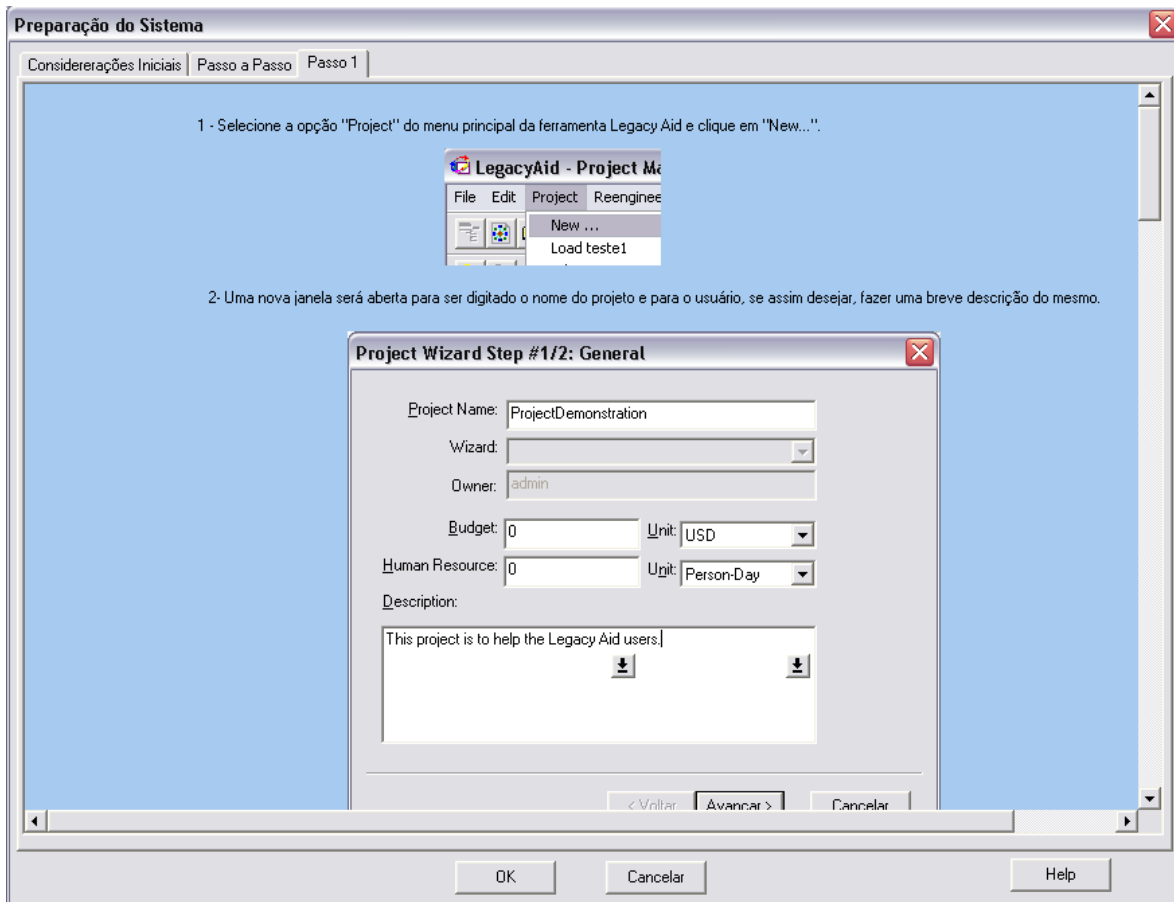 Preparação do Sistema
Considererações Iniciais Passo a Passo Passo 1
1 - Selecione a opção "Project" do menu principal da ferramenta Legacy Aid e clique em "New...".
LegacyAid - Project Ma
File Edit Project Reenginee
New ...
Load teste1
2- Uma nova janela será aberta para ser digitado o nome do projeto e para o usuário, se assim desejar, fazer uma breve descrição do mesmo.
Project Wizard Step #1/2: General
Project Name: ProjectDemonstration
Wizard:
Owner: admin
Budget: 0 Unit: USD
Human Resource: 0 Unit: Person-Day
Description:
This project is to help the Legacy Aid users.
< Voltar Avançar > Cancelar
OK Cancelar Help